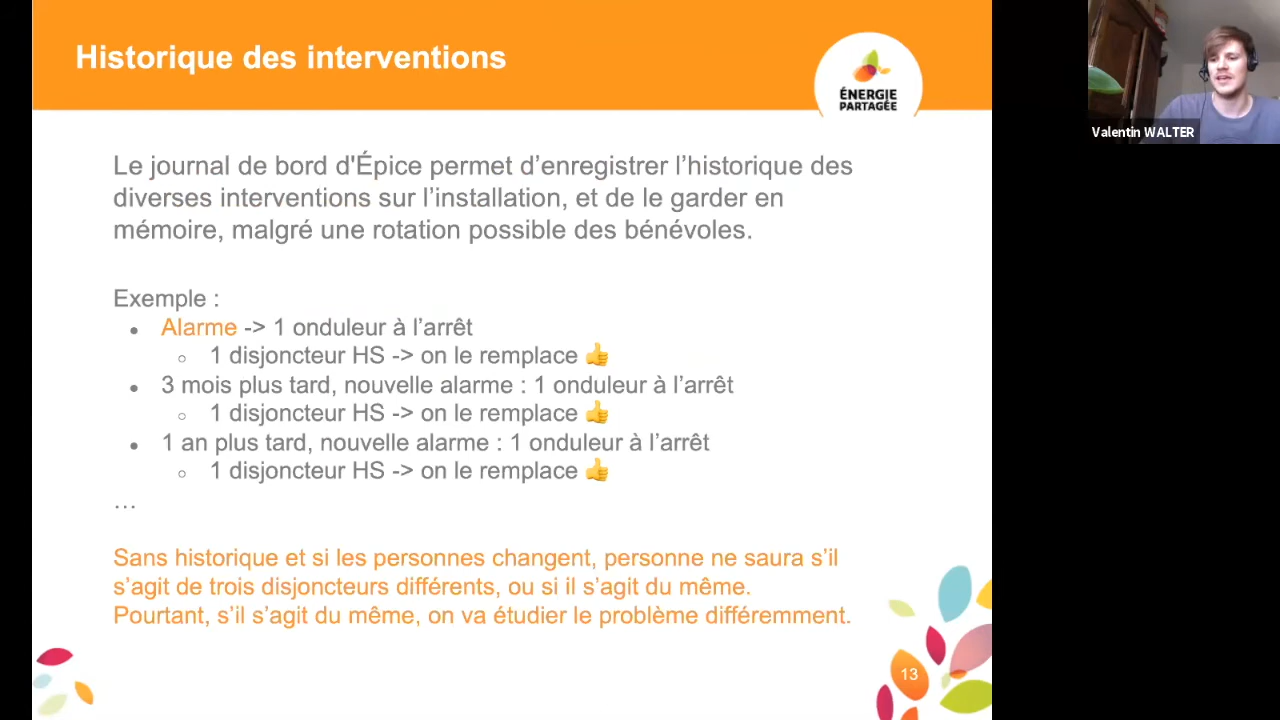 Historique des interventions
ÉNERGIE
PARTAGÉE
Valentin WALTER
Le journal de bord d'Épice permet d’enregistrer l’historique des
diverses interventions sur l’installation, et de le garder en
mémoire, malgré une rotation possible des bénévoles.
Exemple :
● Alarme -> 1 onduleur à l’arrêt
○ 1 disjoncteur HS -> on le remplace 👍
● 3 mois plus tard, nouvelle alarme : 1 onduleur à l’arrêt
○ 1 disjoncteur HS -> on le remplace 👍
● 1 an plus tard, nouvelle alarme : 1 onduleur à l’arrêt
○ 1 disjoncteur HS -> on le remplace 👍
…
Sans historique et si les personnes changent, personne ne saura s’il
s’agit de trois disjoncteurs différents, ou si il s’agit du même.
Pourtant, s’il s’agit du même, on va étudier le problème différemment.
13